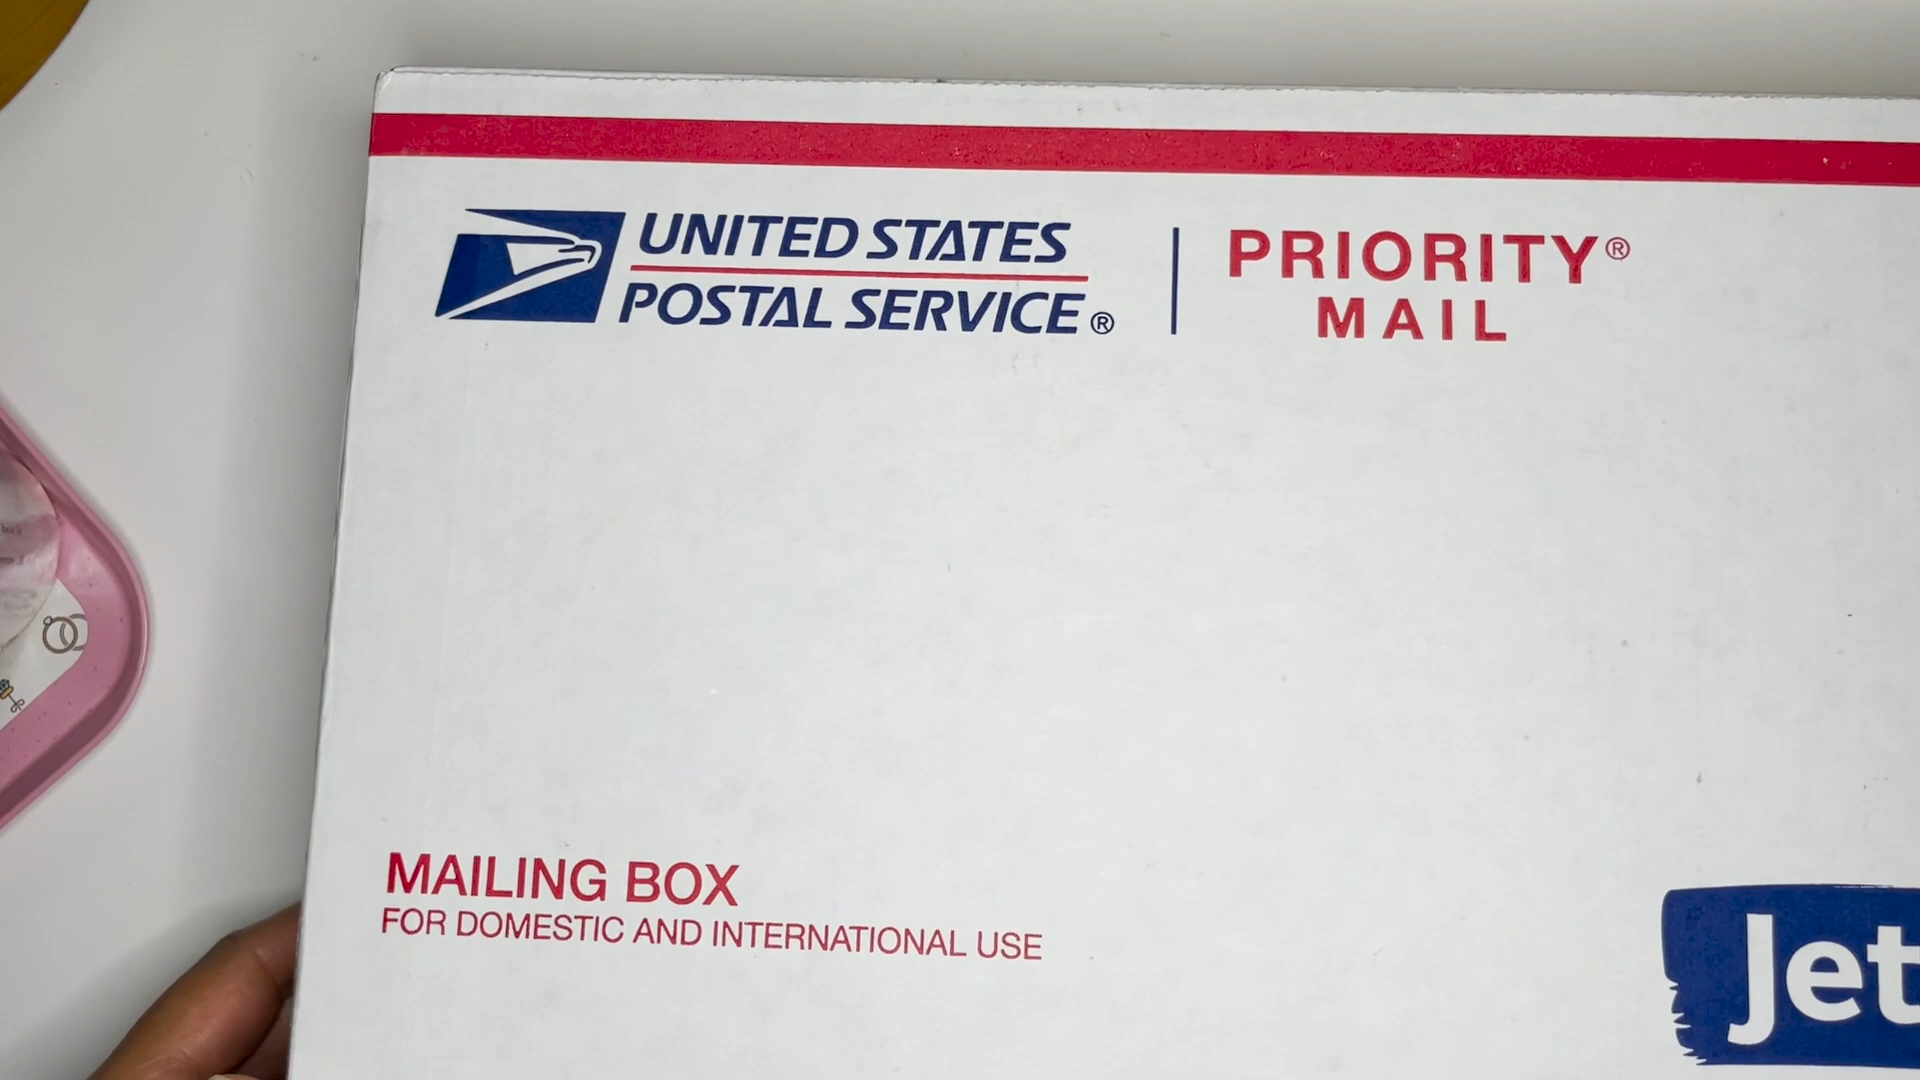 UNITED STATES
POSTAL SERVICE®
PRIORITY®
MAIL
MAILING BOX
FOR DOMESTIC AND INTERNATIONAL USE
Jet